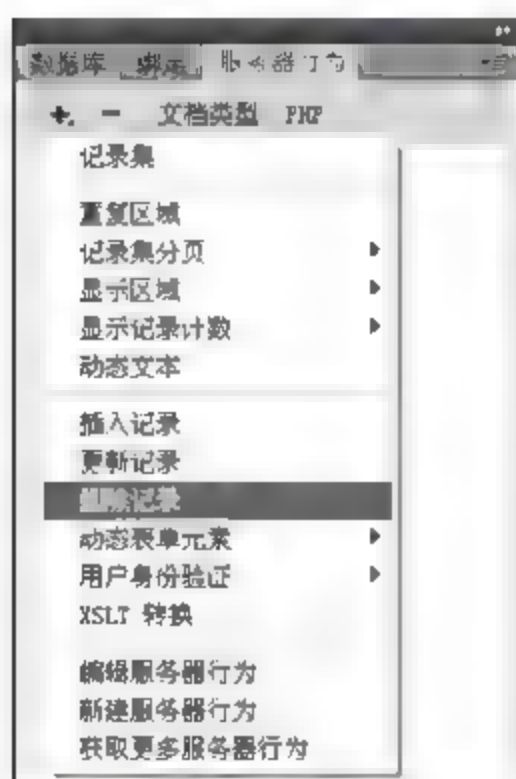 数据库 绑定 服务器行为
文档类型 PHP
记录集
重复区域
记录集分页
显示区域
显示记录计数
动态文本
插入记录
更新记录
删除记录
动态表单元素
用户身份验证
XSLT 转换
编辑服务器行为
新建服务器行为
获取更多服务器行为